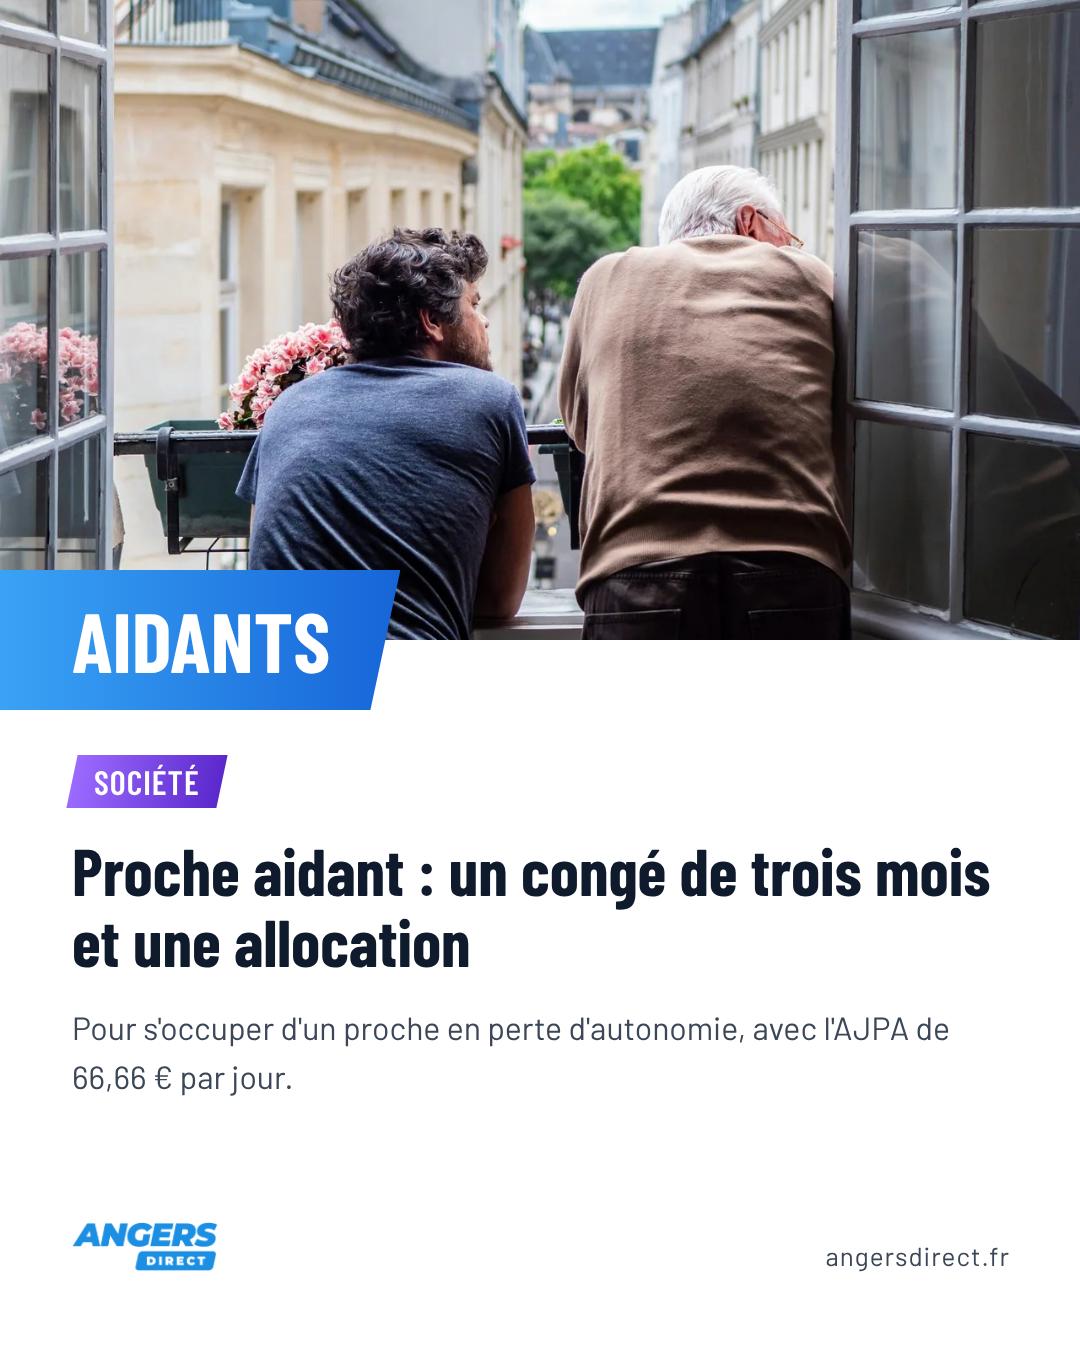 AIDANTS
SOCIÉTÉ
Proche aidant : un congé de trois mois
et une allocation
Pour s'occuper d'un proche en perte d'autonomie, avec l'AJPA de
66,66 € par jour.
ANGERS
DIRECT
angersdirect.fr